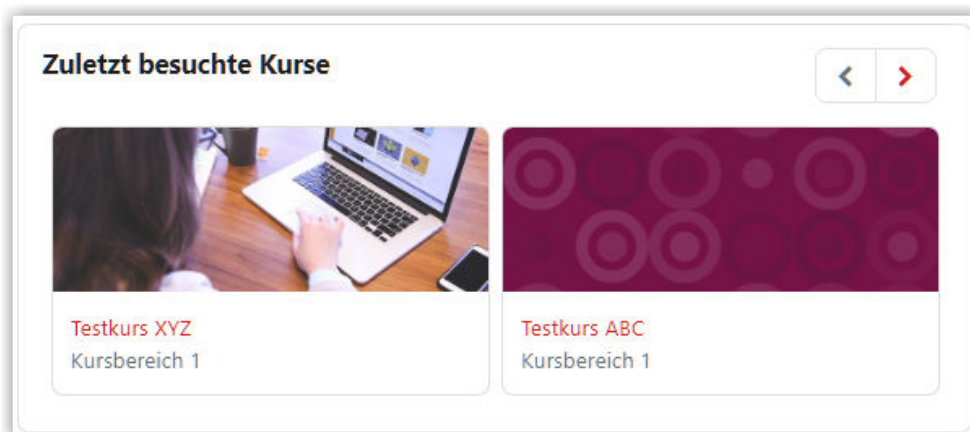 Zuletzt besuchte Kurse
Testkurs XYZ
Kursbereich 1
Testkurs ABC
Kursbereich 1